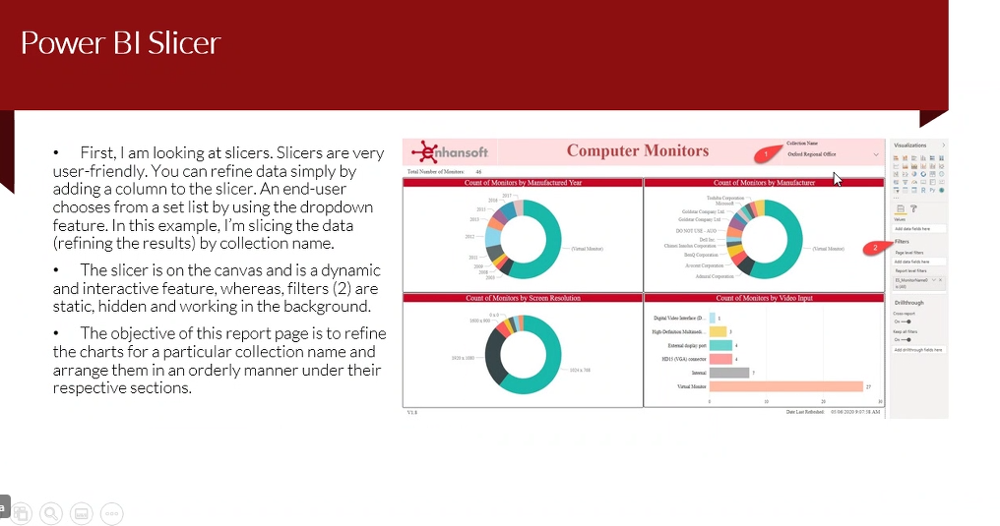 Power BI Slicer
• First, I am looking at slicers. Slicers are very
user-friendly. You can refine data simply by
adding a column to the slicer. An end-user
chooses from a set list by using the dropdown
feature. In this example, I'm slicing the data
(refining the results) by collection name.
• The slicer is on the canvas and is a dynamic
and interactive feature, whereas, filters (2) are
static, hidden and working in the background.
• The objective of this report page is to refine
the charts for a particular collection name and
arrange them in an orderly manner under their
respective sections.
enhansoft
Computer Monitors
1
Collection Name
Oxford Regional Office
Total Number of Monitors: 46
Count of Monitors by Manufactured Year
2017
2016
2015
2013
2012
2011
2009
2008
2005
(Virtual Monitor)
Count of Monitors by Manufacturer
Toshiba Corporation
Microsoft
Goldstar Company Ltd
Goldstar Company Ltd.
DO NOT USE - AUO
Dell Inc.
Clinton Electronics Corporation
BenQ Corporation
Avocent Corporation
Admiral Corporation
(Virtual Monitor)
Count of Monitors by Screen Resolution
0 x 0
1600 x 900
1920 x 1080
1024 x 768
Count of Monitors by Video Input
Digital Video Interface (D...
1
High-Definition Multimedi...
3
External display port
4
HD15 (VGA) connector
4
Internal
7
Virtual Monitor
27
0 10 20 30
V1.8
Date Last Refreshed: 05/06/2020 9:07:58 AM
Visualizations
Values
Add data fields here
2
Filters
Page level filters
Add data fields here
Report level filters
ES_MonitorName0
is (All)
Drillthrough
Cross-report
On
Keep all filters
On
Add drillthrough fields here
a